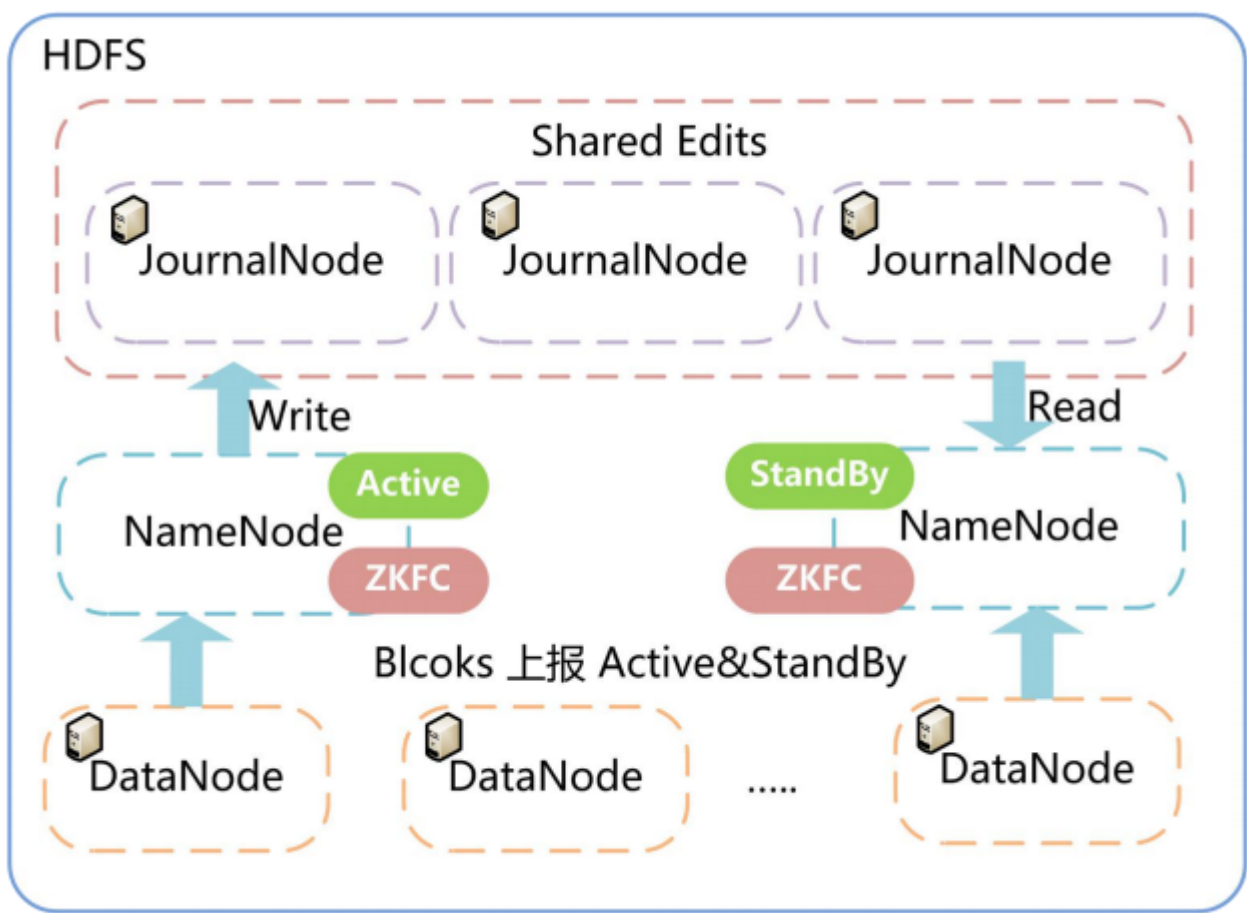 HDFS
Shared Edits
JournalNode
JournalNode
JournalNode
Write
Read
Active
StandBy
NameNode
NameNode
ZKFC
ZKFC
Blcoks 上报 Active&StandBy
DataNode
DataNode
.....
DataNode